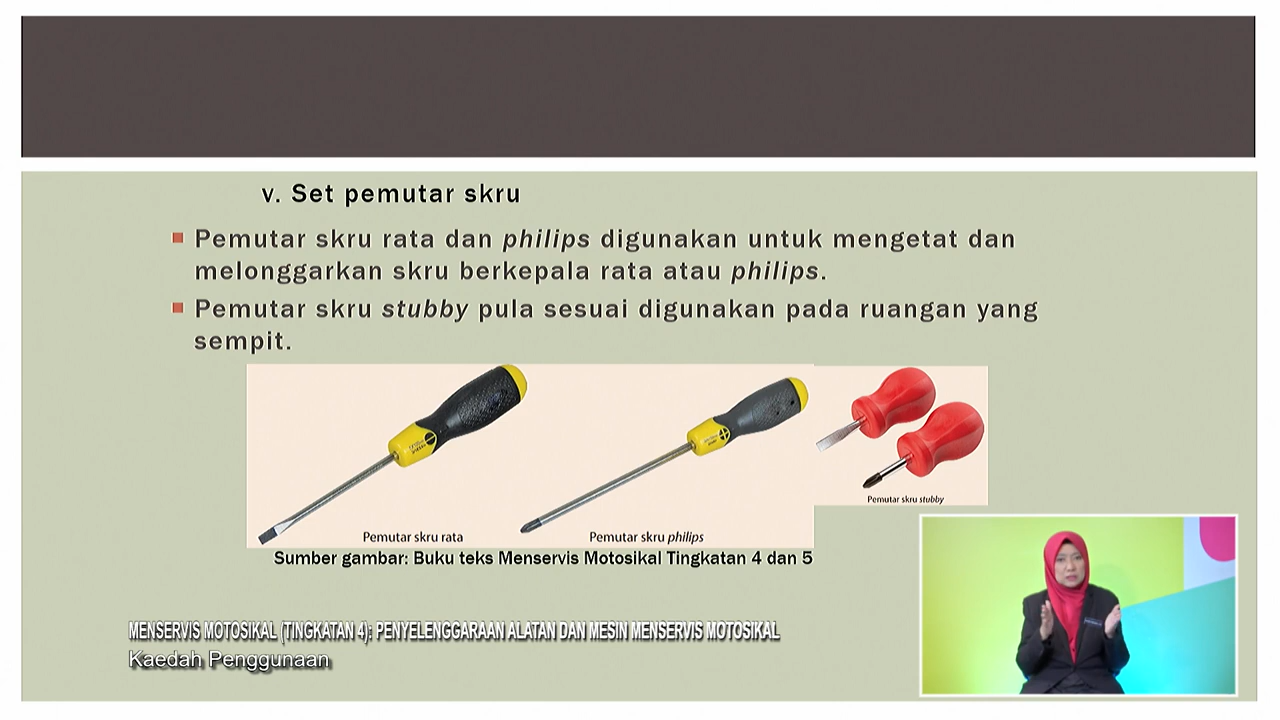 v. Set pemutar skru
Pemutar skru rata dan philips digunakan untuk mengetat dan
melonggarkan skru berkepala rata atau philips.
Pemutar skru stubby pula sesuai digunakan pada ruangan yang
sempit.
Pemutar skru stubby
Pemutar skru rata
Pemutar skru philips
Sumber gambar: Buku teks Menservis Motosikal Tingkatan 4 dan 5
MENSERVIS MOTOSIKAL (TINGKATAN 4): PENYELENGGARAAN ALATAN DAN MESIN MENSERVIS MOTOSIKAL
Kaedah Penggunaan